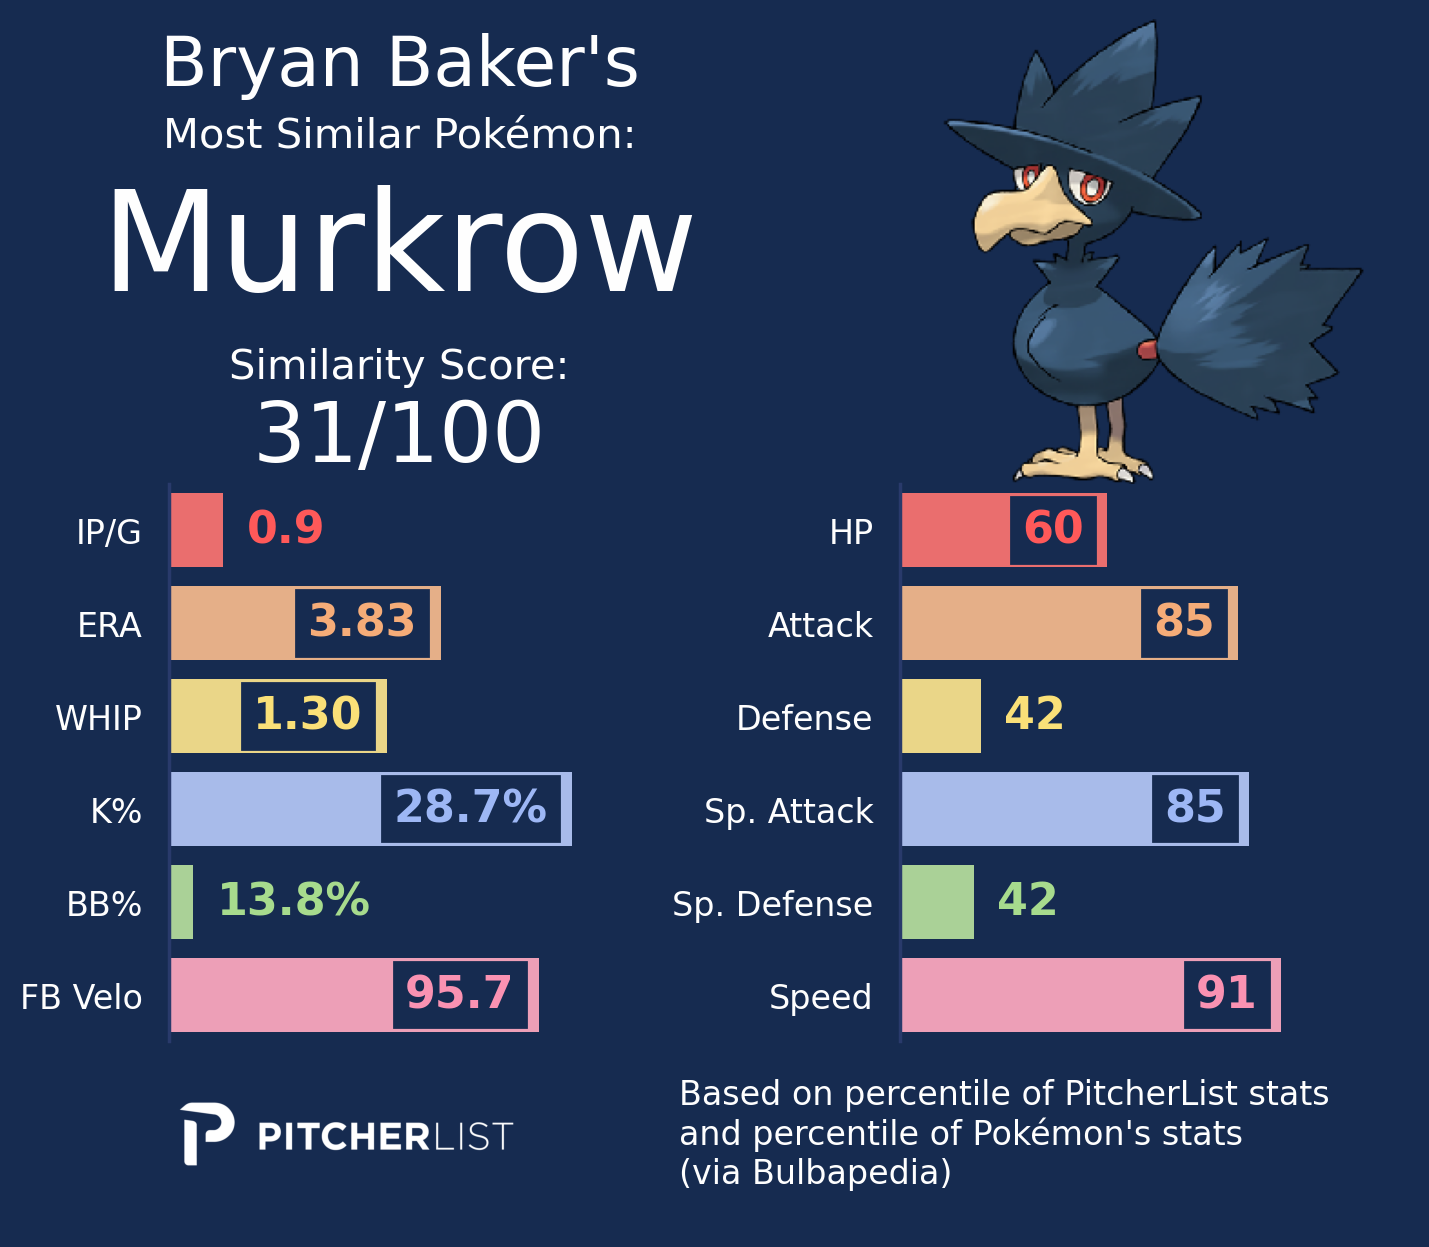 Bryan Baker's
Most Similar Pokémon:
Murkrow
Similarity Score:
31/100
IP/G 0.9
ERA 3.83
WHIP 1.30
K% 28.7%
BB% 13.8%
FB Velo 95.7
HP 60
Attack 85
Defense 42
Sp. Attack 85
Sp. Defense 42
Speed 91
PITCHERLIST
Based on percentile of PitcherList stats
and percentile of Pokémon's stats
(via Bulbapedia)